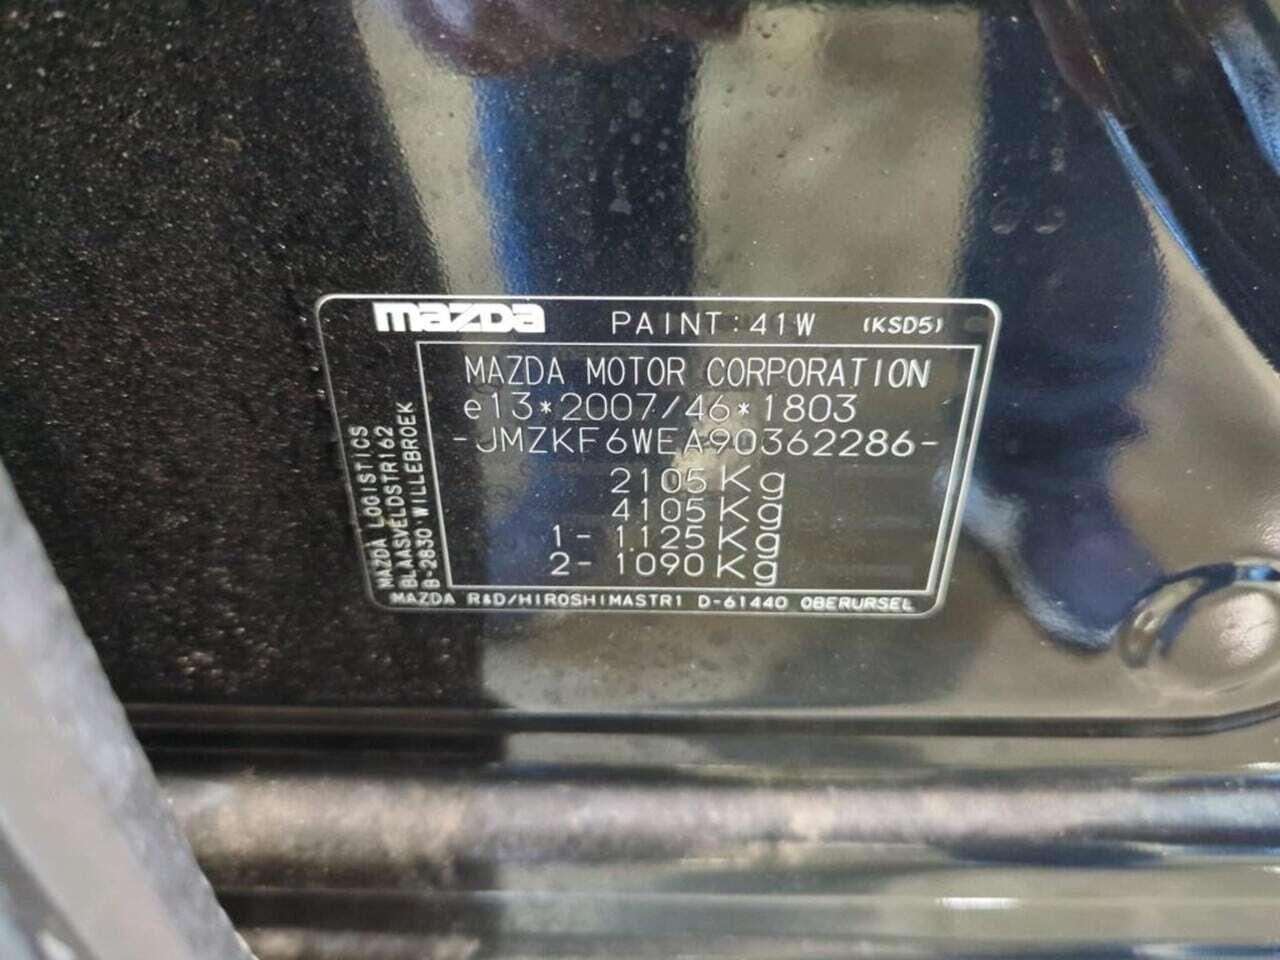 mazda PAINT:41W (KSD5)
MAZDA MOTOR CORPORATION
e13*2007/46*1803
-JMZKF6WEA90362286-
2105Kg
4105Kg
1- 1125Kg
2- 1090Kg
MAZDA LOGISTICS
BLAASVELDSTR162
B-2830 WILLEBROEK
MAZDA R&D/HIROSHIMASTR1 D-61440 OBERURSEL